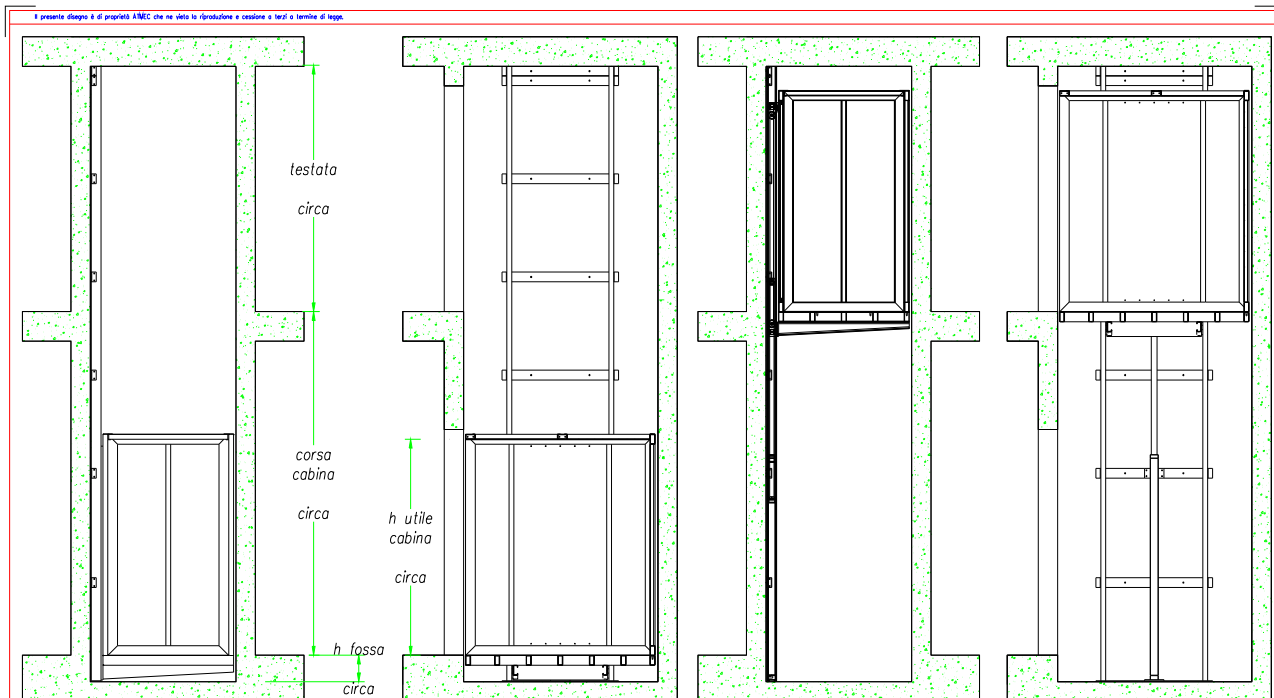 Il presente disegno è di proprietà ATMEC che ne vieta la riproduzione e cessione a terzi a termine di legge.
testata
circa
corsa
cabina
circa
h utile
cabina
circa
h fossa
circa